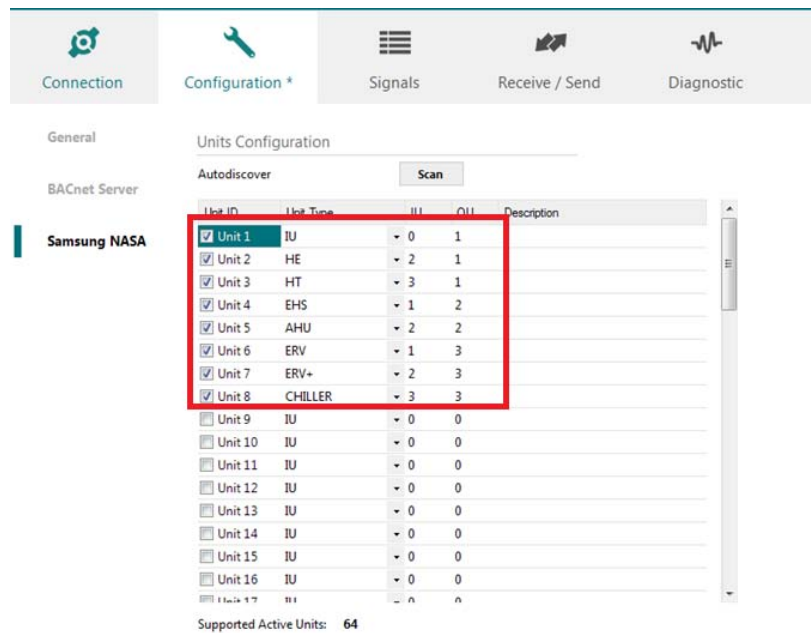 Connection Configuration * Signals Receive / Send Diagnostic
General
BACnet Server
Samsung NASA
Units Configuration
Autodiscover Scan
Unit ID Unit Type IU OU Description
Unit 1 IU 0 1
Unit 2 HE 2 1
Unit 3 HT 3 1
Unit 4 EHS 1 2
Unit 5 AHU 2 2
Unit 6 ERV 1 3
Unit 7 ERV+ 2 3
Unit 8 CHILLER 3 3
Unit 9 IU 0 0
Unit 10 IU 0 0
Unit 11 IU 0 0
Unit 12 IU 0 0
Unit 13 IU 0 0
Unit 14 IU 0 0
Unit 15 IU 0 0
Unit 16 IU 0 0
Unit 17 IU 0 0
Supported Active Units: 64